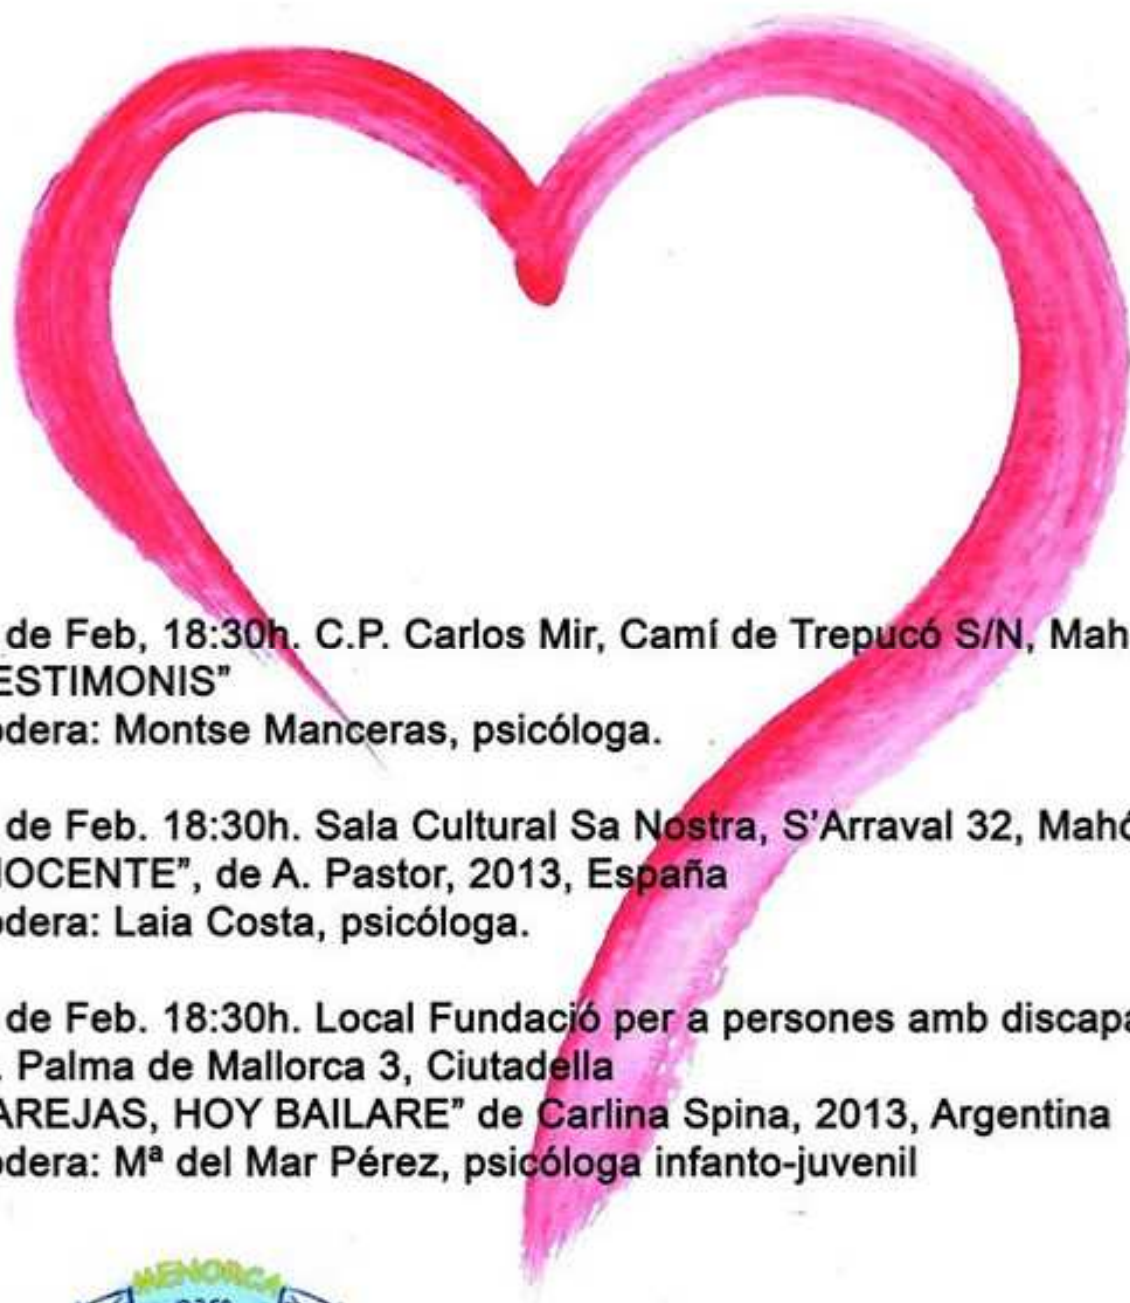 de Feb, 18:30h. C.P. Carlos Mir, Camí de Trepucó S/N, Mah
ESTIMONIS”
odera: Montse Manceras, psicóloga.
de Feb. 18:30h. Sala Cultural Sa Nostra, S’Arraval 32, Mahó
NOCENTE”, de A. Pastor, 2013, España
odera: Laia Costa, psicóloga.
de Feb. 18:30h. Local Fundació per a persones amb discapa
. Palma de Mallorca 3, Ciutadella
AREJAS, HOY BAILARE” de Carlina Spina, 2013, Argentina
odera: Mª del Mar Pérez, psicóloga infanto-juvenil
MENORCA